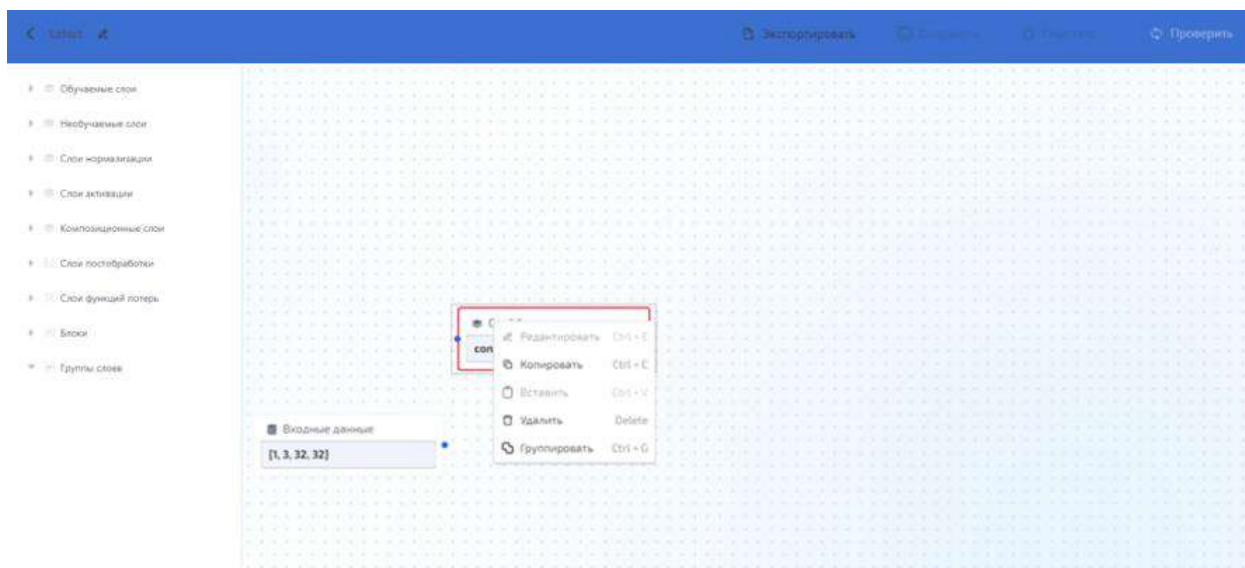 Экспортировать
Проверить
Обучаемые слои
Необучаемые слои
Слои нормализации
Слои активации
Композиционные слои
Слои постобработки
Слои функций потерь
Блоки
Группы слоев
con
Редактировать Ctrl + E
Копировать Ctrl + C
Вставить Ctrl + V
Удалить Delete
Группировать Ctrl + G
Входные данные
[1, 3, 32, 32]